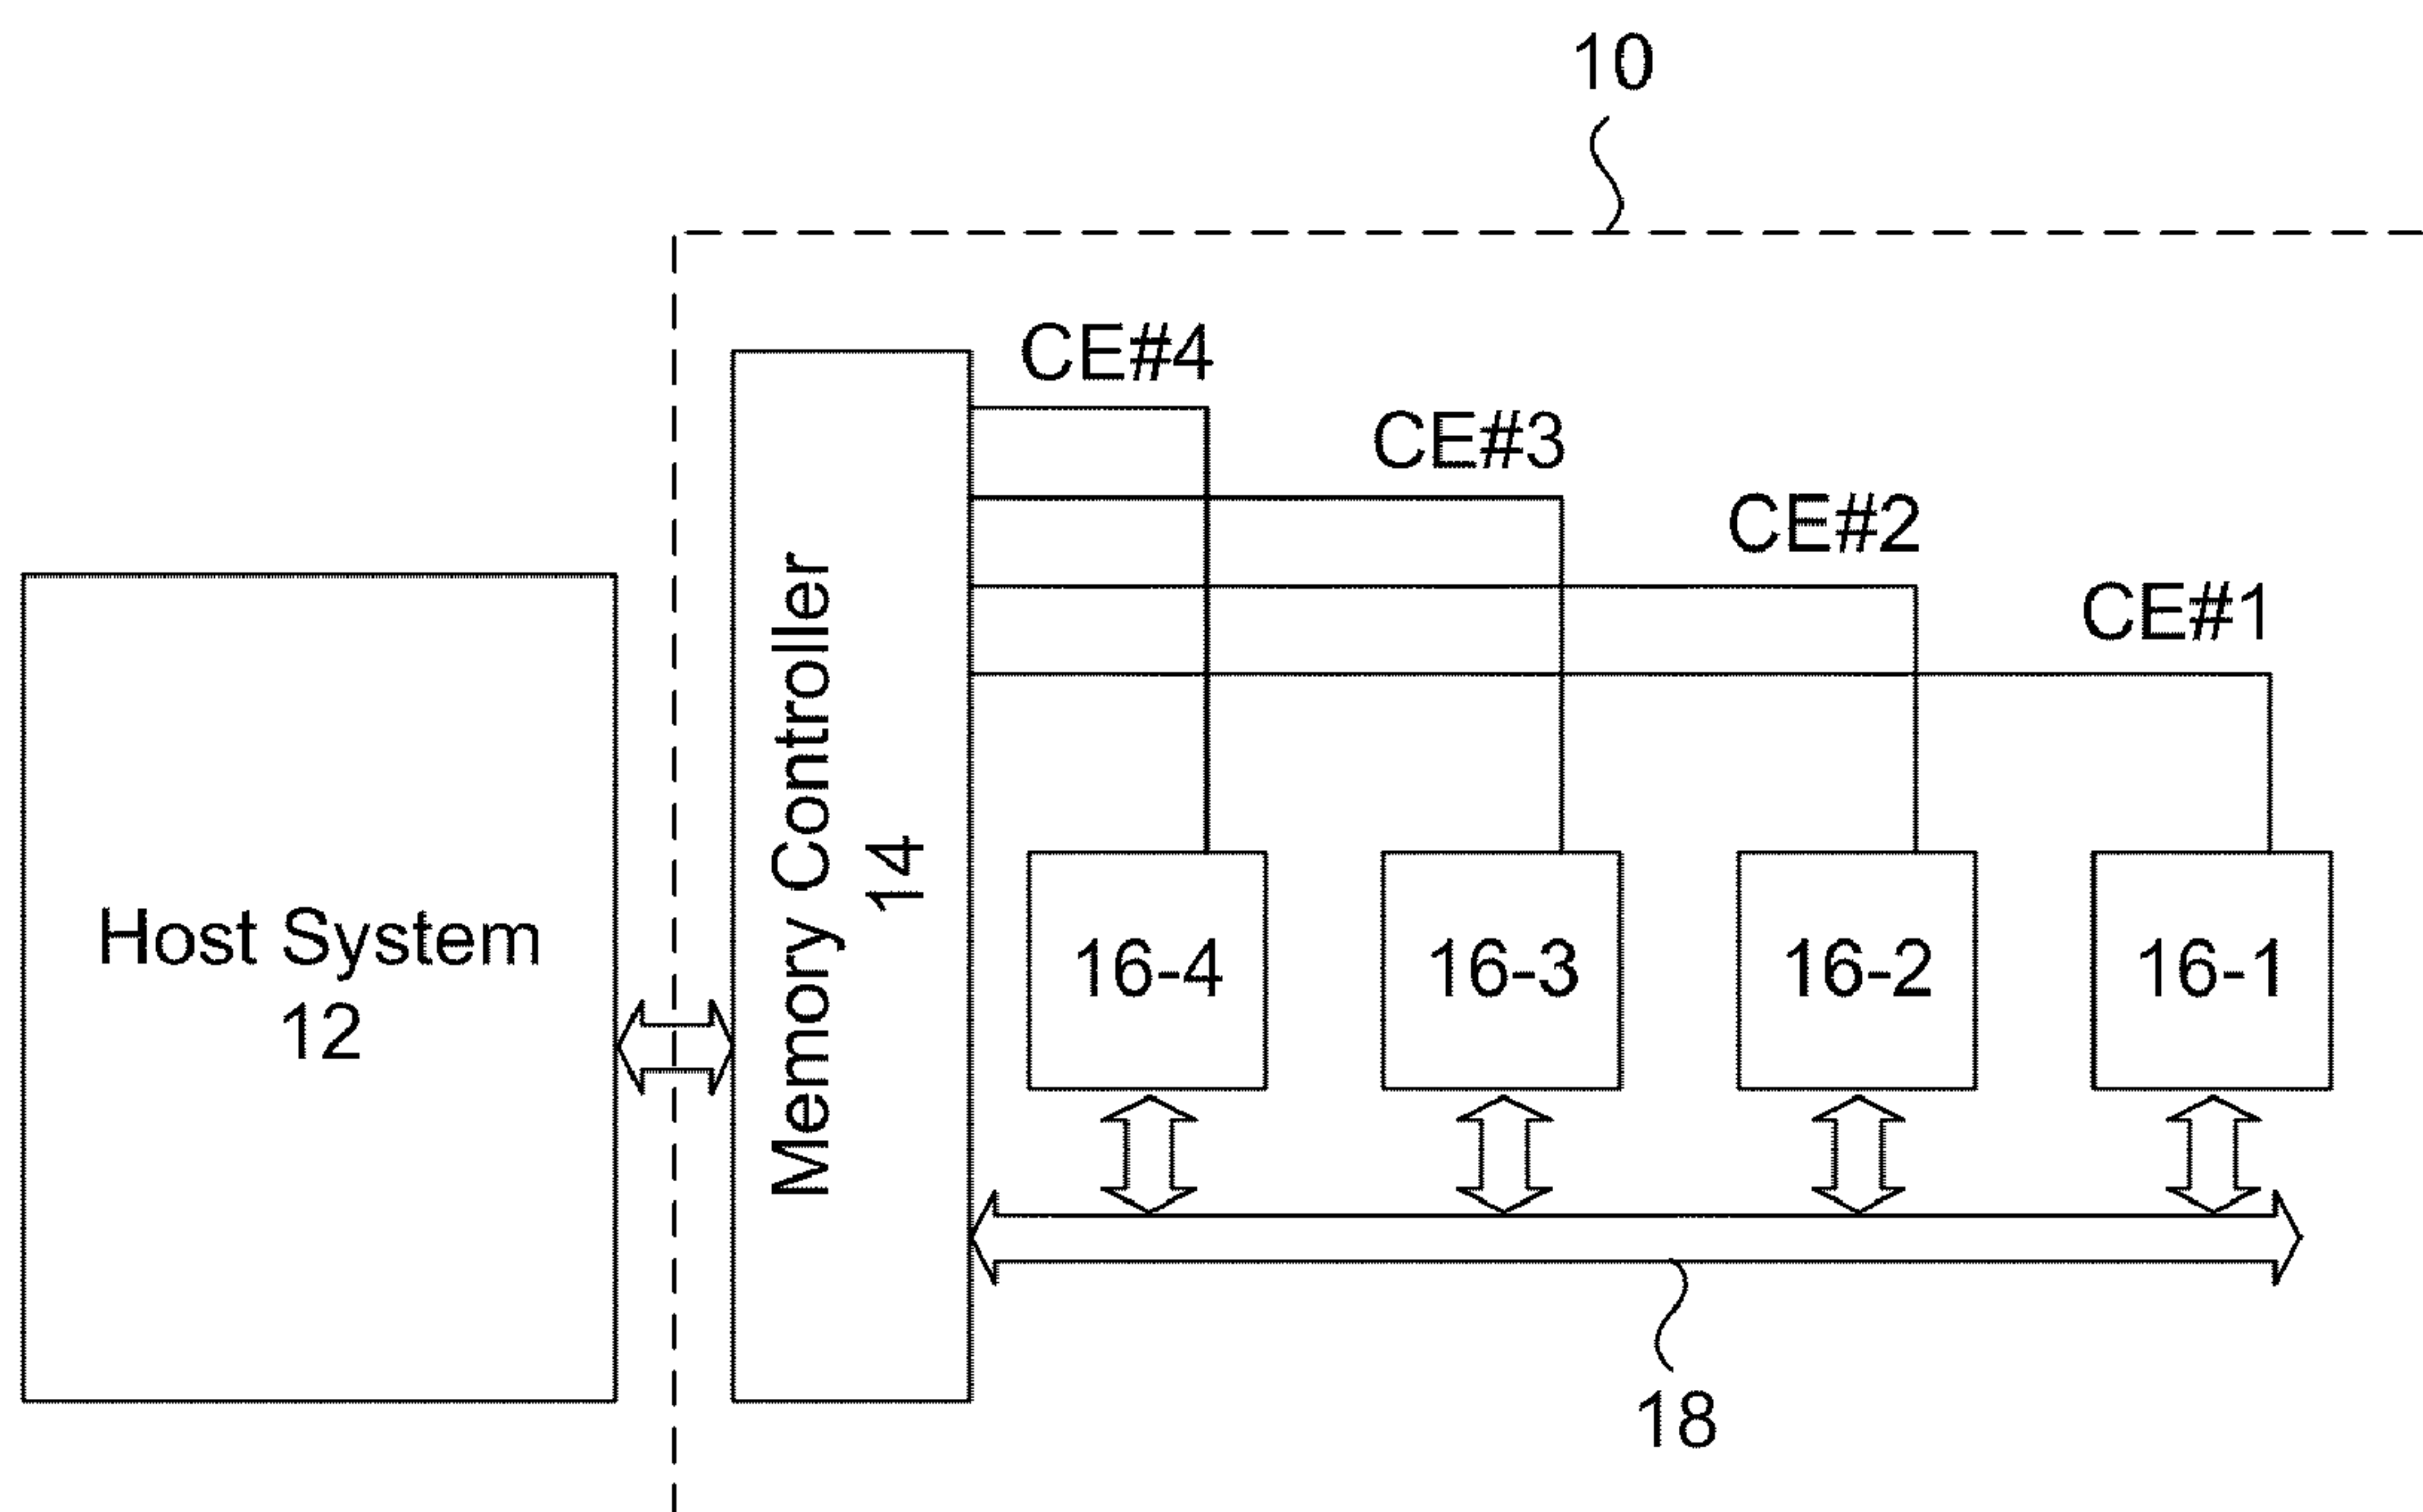 10
CE#4
CE#3
CE#2
CE#1
Host System
12
Memory Controller
14
16-4
16-3
16-2
16-1
18